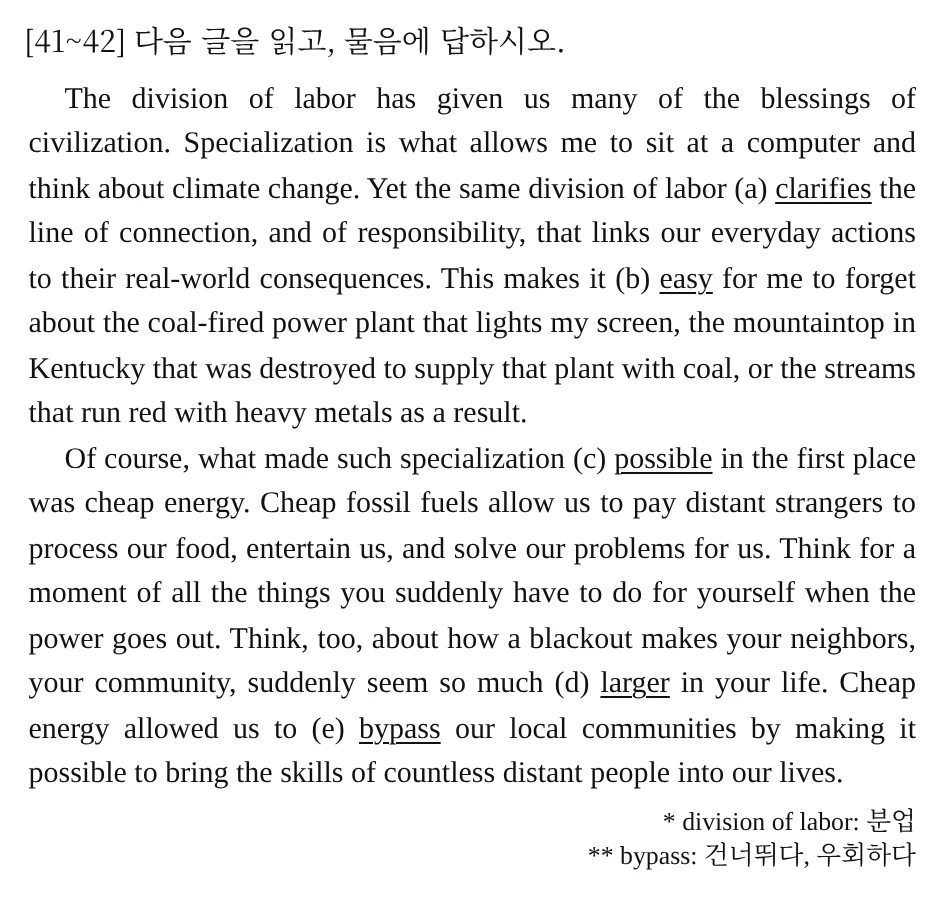 [41~42] 다음 글을 읽고, 물음에 답하시오.
The division of labor has given us many of the blessings of
civilization. Specialization is what allows me to sit at a computer and
think about climate change. Yet the same division of labor (a) clarifies the
line of connection, and of responsibility, that links our everyday actions
to their real-world consequences. This makes it (b) easy for me to forget
about the coal-fired power plant that lights my screen, the mountaintop in
Kentucky that was destroyed to supply that plant with coal, or the streams
that run red with heavy metals as a result.
Of course, what made such specialization (c) possible in the first place
was cheap energy. Cheap fossil fuels allow us to pay distant strangers to
process our food, entertain us, and solve our problems for us. Think for a
moment of all the things you suddenly have to do for yourself when the
power goes out. Think, too, about how a blackout makes your neighbors,
your community, suddenly seem so much (d) larger in your life. Cheap
energy allowed us to (e) bypass our local communities by making it
possible to bring the skills of countless distant people into our lives.
* division of labor: 분업
** bypass: 건너뛰다, 우회하다